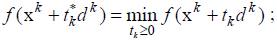 f(x^k + t_k^* d^k) = min_{t_k ≥ 0} f(x^k + t_k d^k) ;